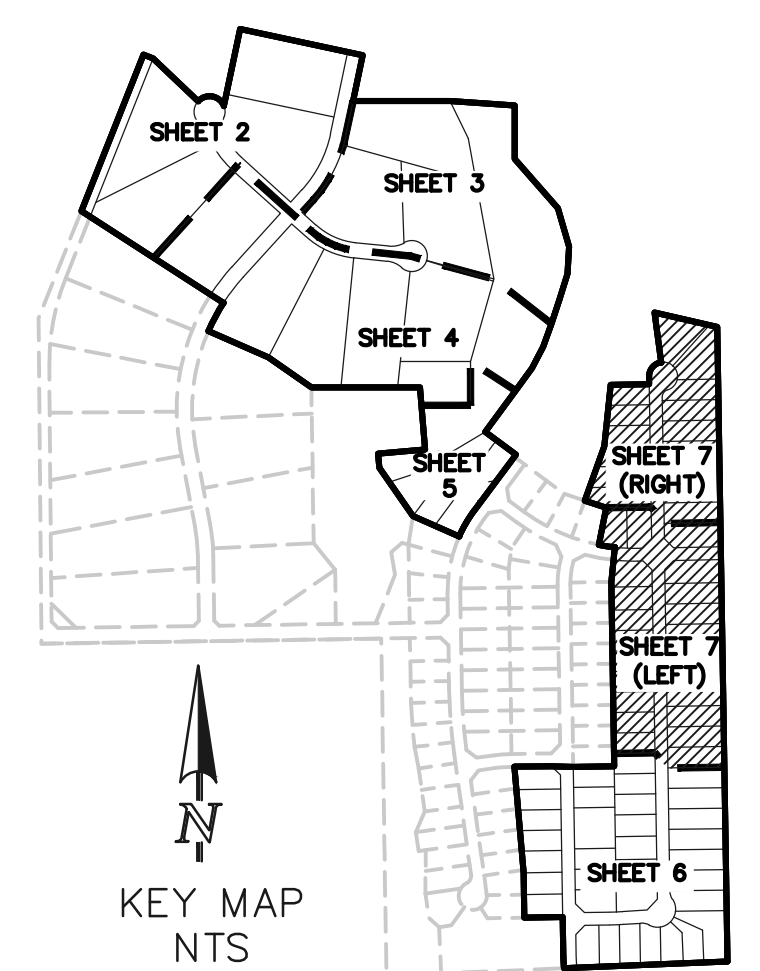 SHEET 2
SHEET 3
SHEET 4
SHEET
5
SHEET 7
(RIGHT)
SHEET 7
(LEFT)
SHEET 6
N
KEY MAP
NTS